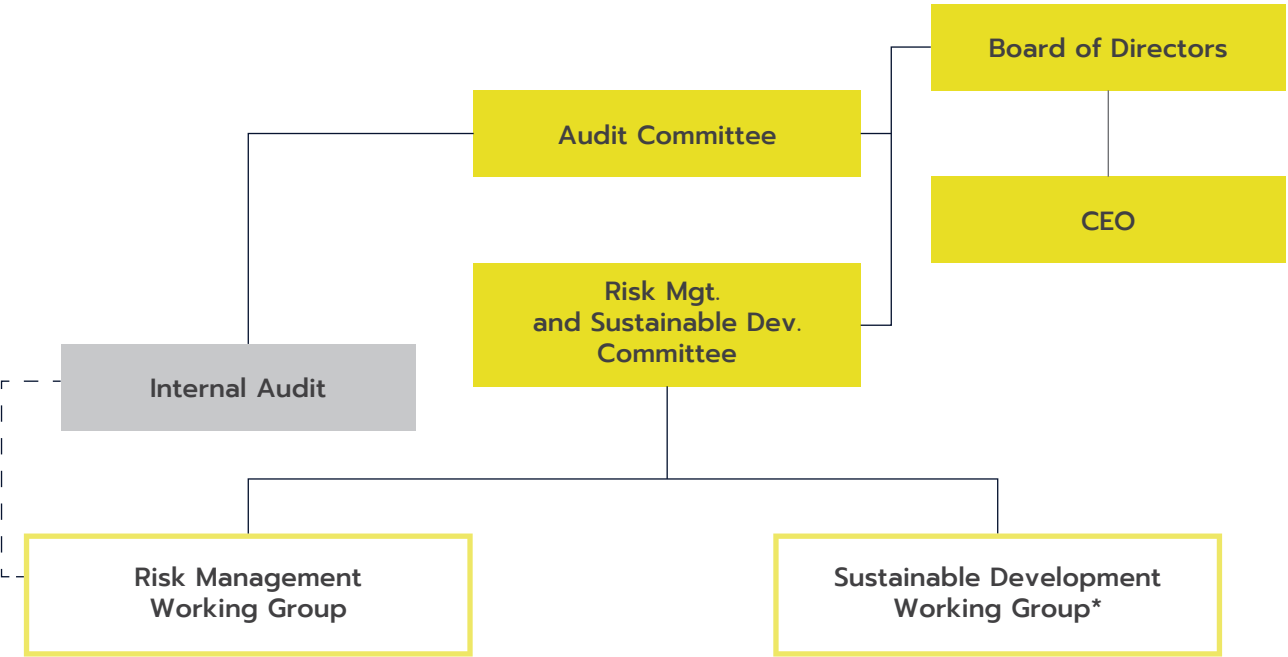 Board of Directors
Audit Committee
CEO
Risk Mgt.
and Sustainable Dev.
Committee
Internal Audit
Risk Management
Working Group
Sustainable Development
Working Group*